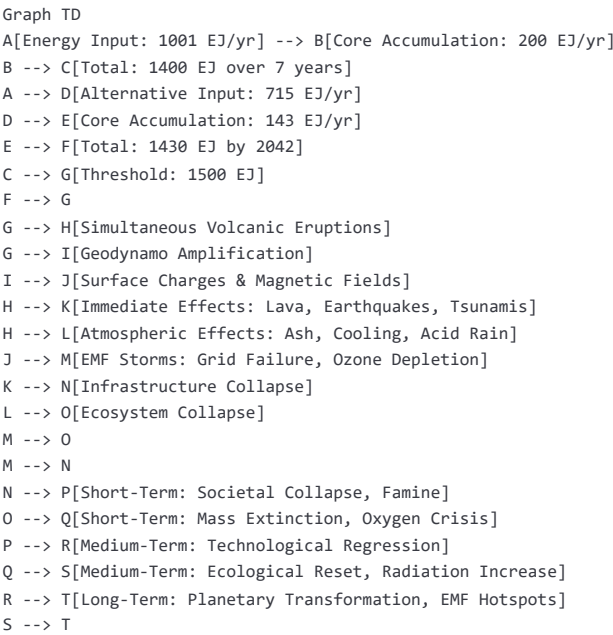 Graph TD
A[Energy Input: 1001 EJ/yr] --> B[Core Accumulation: 200 EJ/yr]
B --> C[Total: 1400 EJ over 7 years]
A --> D[Alternative Input: 715 EJ/yr]
D --> E[Core Accumulation: 143 EJ/yr]
E --> F[Total: 1430 EJ by 2042]
C --> G[Threshold: 1500 EJ]
F --> G
G --> H[Simultaneous Volcanic Eruptions]
G --> I[Geodynamo Amplification]
I --> J[Surface Charges & Magnetic Fields]
H --> K[Immediate Effects: Lava, Earthquakes, Tsunamis]
H --> L[Atmospheric Effects: Ash, Cooling, Acid Rain]
J --> M[EMF Storms: Grid Failure, Ozone Depletion]
K --> N[Infrastructure Collapse]
L --> O[Ecosystem Collapse]
M --> O
M --> N
N --> P[Short-Term: Societal Collapse, Famine]
O --> Q[Short-Term: Mass Extinction, Oxygen Crisis]
P --> R[Medium-Term: Technological Regression]
Q --> S[Medium-Term: Ecological Reset, Radiation Increase]
R --> T[Long-Term: Planetary Transformation, EMF Hotspots]
S --> T